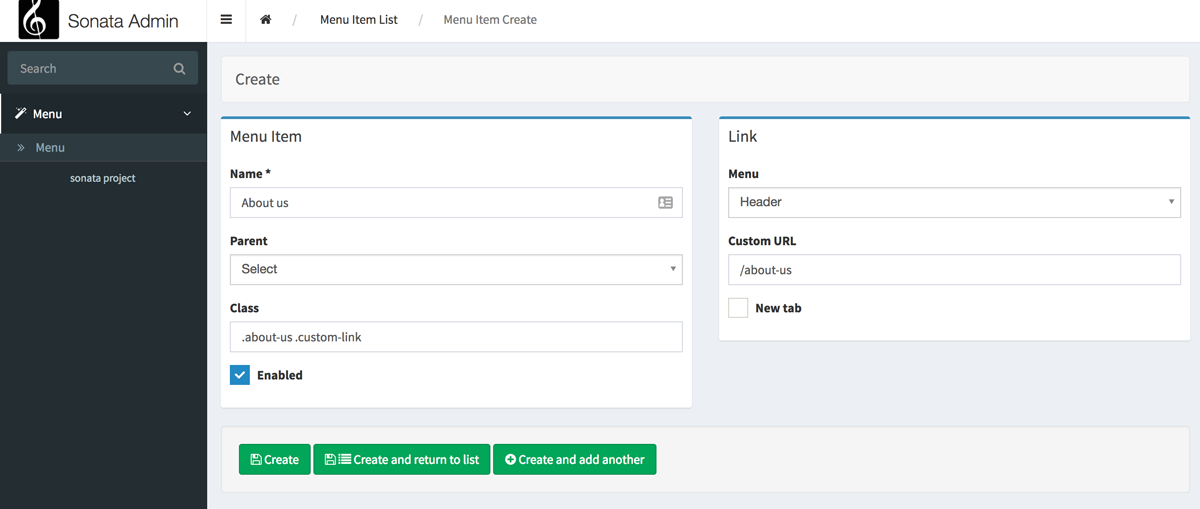 Sonata Admin
/ Menu Item List / Menu Item Create
Search
Menu
Menu
sonata project
Create
Menu Item
Name *
About us
Parent
Select
Class
.about-us .custom-link
Enabled
Link
Menu
Header
Custom URL
/about-us
New tab
Create
Create and return to list
Create and add another